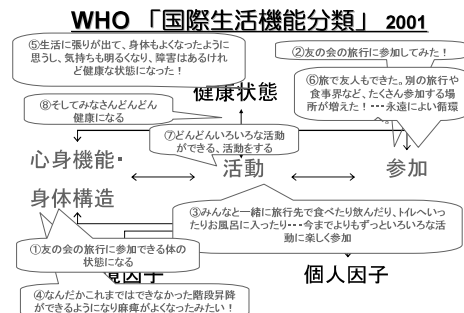 WHO 「国際生活機能分類」 2001
⑤生活に張りが出て、身体もよくなったように
思うし、気持ちも明るくなり、障害はあるけれ
ど健康な状態になった！
②友の会の旅行に参加してみた！
健康状態
⑥旅で友人もできた。別の旅行や
食事界など、たくさん参加する場
所が増えた！---永遠によい循環
⑧そしてみなさんどんどん
健康になる
⑦どんどんいろいろな活動
ができる、活動をする
心身機能・
身体構造
活動
参加
③みんなと一緒に旅行先で食べたり飲んだり、トイレへいっ
たりお風呂に入ったり---今までよりもずっといろいろな活
動に楽しく参加
①友の会の旅行に参加できる体の
状態になる
境因子
個人因子
④なんだかこれまではできなかった階段昇降
ができるようになり麻痺がよくなったみたい！